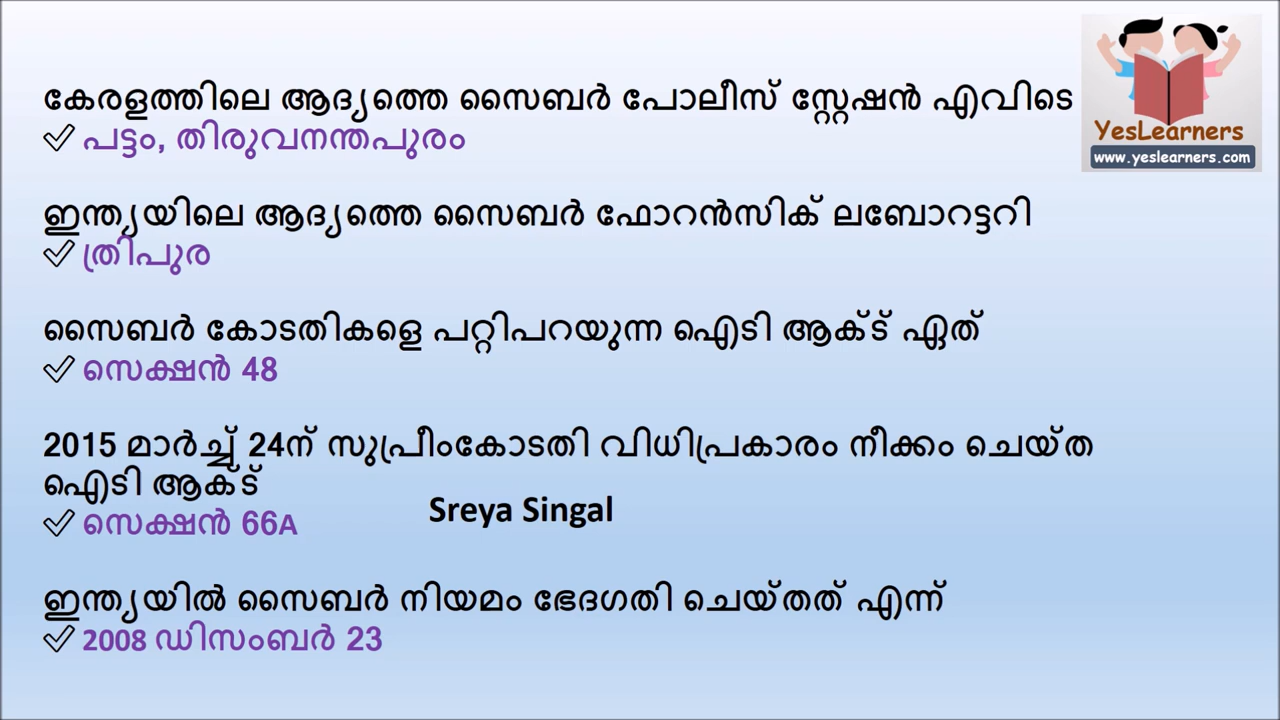 കേരളത്തിലെ ആദ്യത്തെ സൈബർ പോലീസ് സ്റ്റേഷൻ എവിടെ
✓ പട്ടം, തിരുവനന്തപുരം
YesLearners
www.yeslearners.com
ഇന്ത്യയിലെ ആദ്യത്തെ സൈബർ ഫോറൻസിക് ലബോറട്ടറി
✓ ത്രിപുര
സൈബർ കോടതികളെ പറ്റിപറയുന്ന ഐടി ആക്ട് ഏത്
✓ സെക്ഷൻ 48
2015 മാർച്ച് 24ന് സുപ്രീംകോടതി വിധിപ്രകാരം നീക്കം ചെയ്ത
ഐടി ആക്ട്
Sreya Singal
✓ സെക്ഷൻ 66A
ഇന്ത്യയിൽ സൈബർ നിയമം ഭേദഗതി ചെയ്തത് എന്ന്
✓ 2008 ഡിസംബർ 23